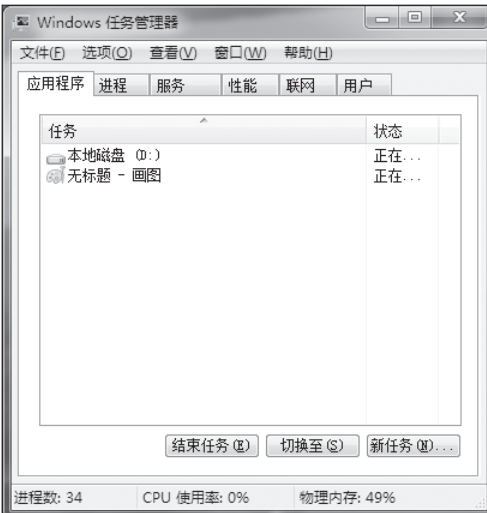 Windows 任务管理器
文件(F) 选项(O) 查看(V) 窗口(W) 帮助(H)
应用程序 进程 服务 性能 联网 用户
任务 状态
本地磁盘 (D:) 正在...
无标题 - 画图 正在...
结束任务(E) 切换至(S) 新任务(N)...
进程数: 34 CPU 使用率: 0% 物理内存: 49%